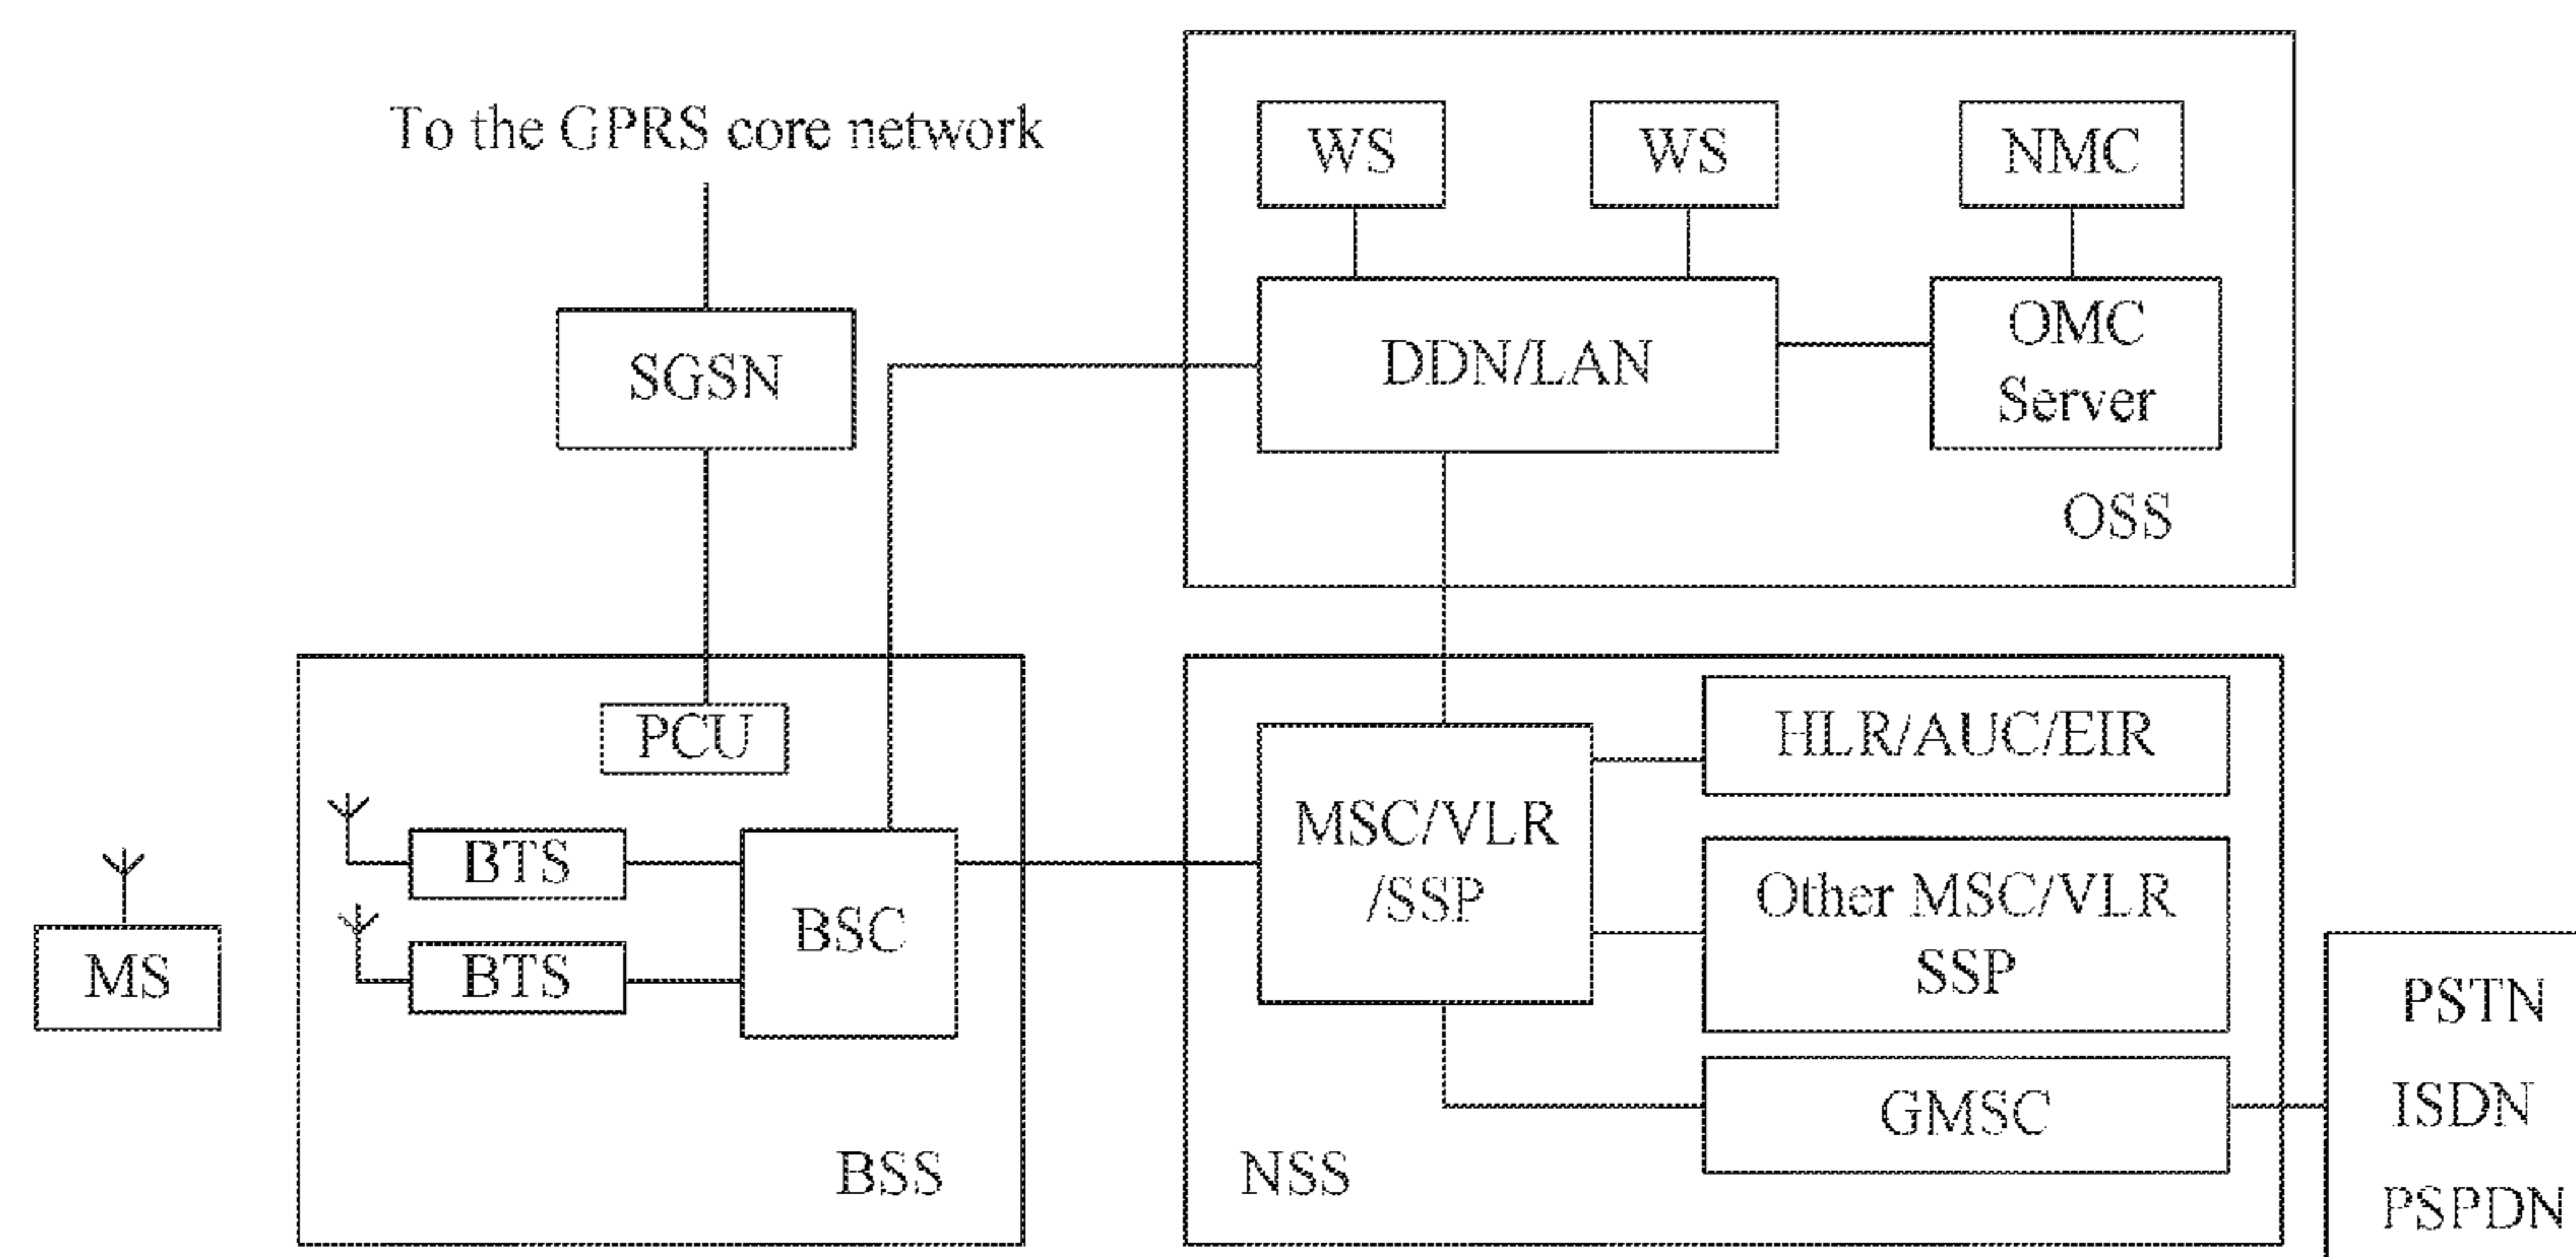 To the GPRS core network
WS
WS
NMC
SGSN
DDN/LAN
OMC
Server
OSS
PCU
HLR/AUC/EIR
MSC/VLR
/SSP
BTS
BSC
Other MSC/VLR
SSP
BTS
MS
PSTN
GMSC
ISDN
BSS
NSS
PSPDN